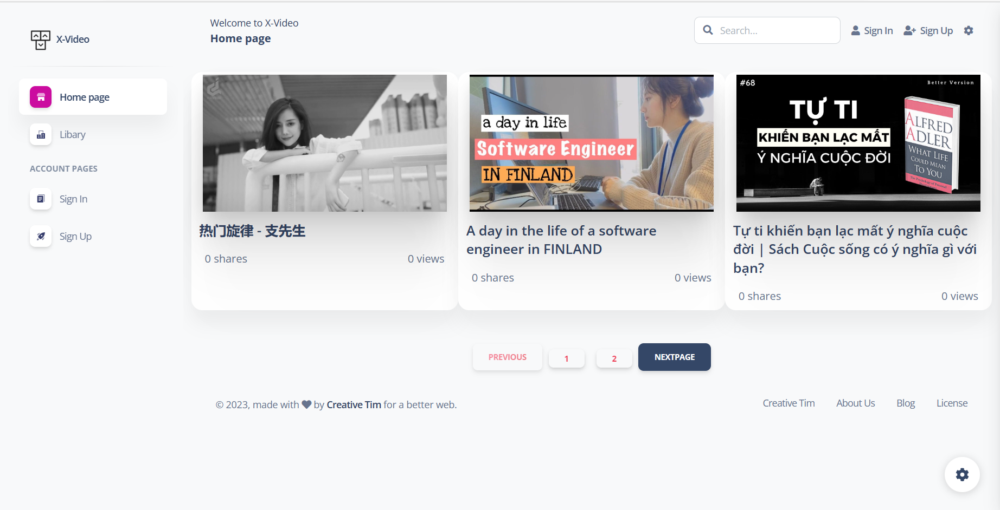 X-Video
Welcome to X-Video
Home page
Search...
Sign In
Sign Up
Home page
Libary
ACCOUNT PAGES
Sign In
Sign Up
热门旋律 - 支先生
0 shares
0 views
a day in life
Software Engineer
IN FINLAND
A day in the life of a software
engineer in FINLAND
0 shares
0 views
#68
Better Version
TỰ TI
KHIẾN BẠN LẠC MẤT
Ý NGHĨA CUỘC ĐỜI
ALFRED
ADLER
WHAT LIFE
COULD MEAN
TO YOU
Tự ti khiến bạn lạc mất ý nghĩa cuộc
đời | Sách Cuộc sống có ý nghĩa gì với
bạn?
0 shares
0 views
PREVIOUS
1
2
NEXTPAGE
© 2023, made with by Creative Tim for a better web.
Creative Tim
About Us
Blog
License